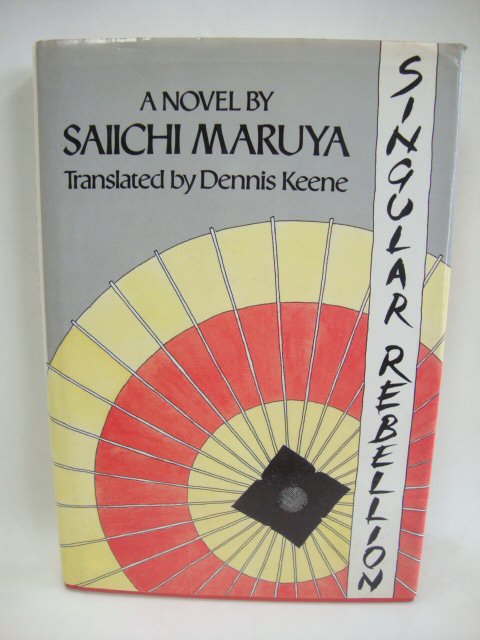 A NOVEL BY
SAIICHI MARUYA
Translated by Dennis Keene
SINGULAR REBELLION